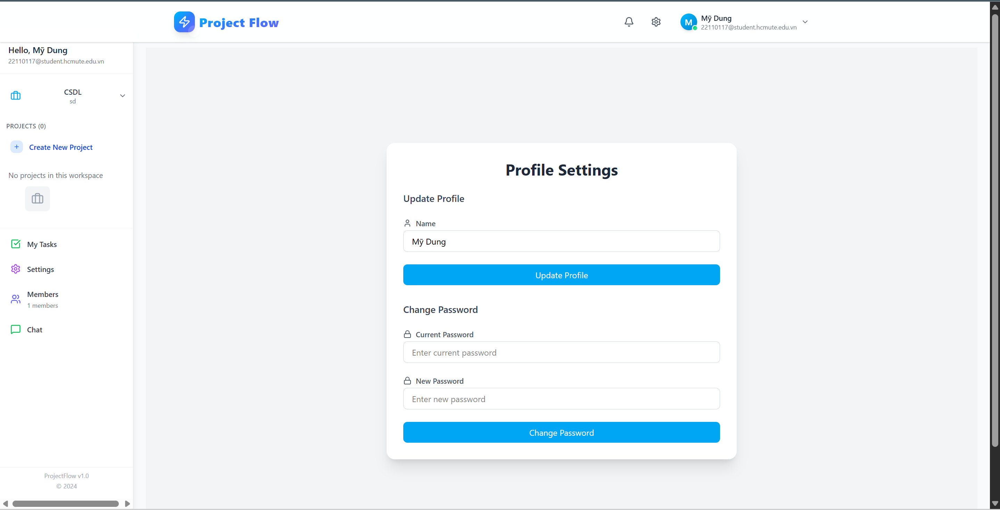 Project Flow
M
Mỹ Dung
22110117@student.hcmute.edu.vn
Hello, Mỹ Dung
22110117@student.hcmute.edu.vn
CSDL
sd
PROJECTS (0)
+ Create New Project
No projects in this workspace
My Tasks
Settings
Members
1 members
Chat
ProjectFlow v1.0
© 2024
Profile Settings
Update Profile
Name
Mỹ Dung
Update Profile
Change Password
Current Password
Enter current password
New Password
Enter new password
Change Password